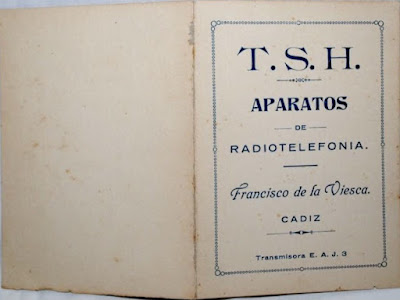 T. S. H.
APARATOS
DE
RADIOTELEFONIA.
Francisco de la Viesca.
CADIZ
Transmisora E. A. J. 3